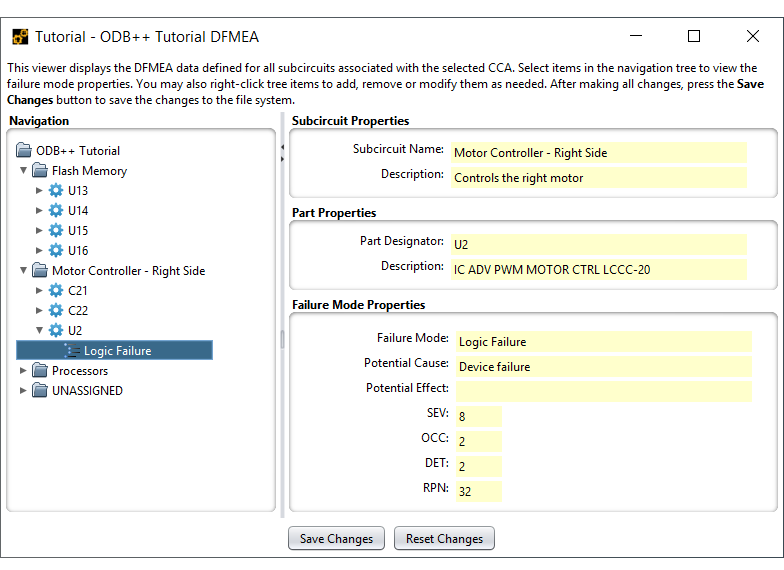 Tutorial - ODB++ Tutorial DFMEA
This viewer displays the DFMEA data defined for all subcircuits associated with the selected CCA. Select items in the navigation tree to view the
failure mode properties. You may also right-click tree items to add, remove or modify them as needed. After making all changes, press the Save
Changes button to save the changes to the file system.
Navigation
ODB++ Tutorial
Flash Memory
U13
U14
U15
U16
Motor Controller - Right Side
C21
C22
U2
Logic Failure
Processors
UNASSIGNED
Subcircuit Properties
Subcircuit Name: Motor Controller - Right Side
Description: Controls the right motor
Part Properties
Part Designator: U2
Description: IC ADV PWM MOTOR CTRL LCCC-20
Failure Mode Properties
Failure Mode: Logic Failure
Potential Cause: Device failure
Potential Effect:
SEV: 8
OCC: 2
DET: 2
RPN: 32
Save Changes Reset Changes